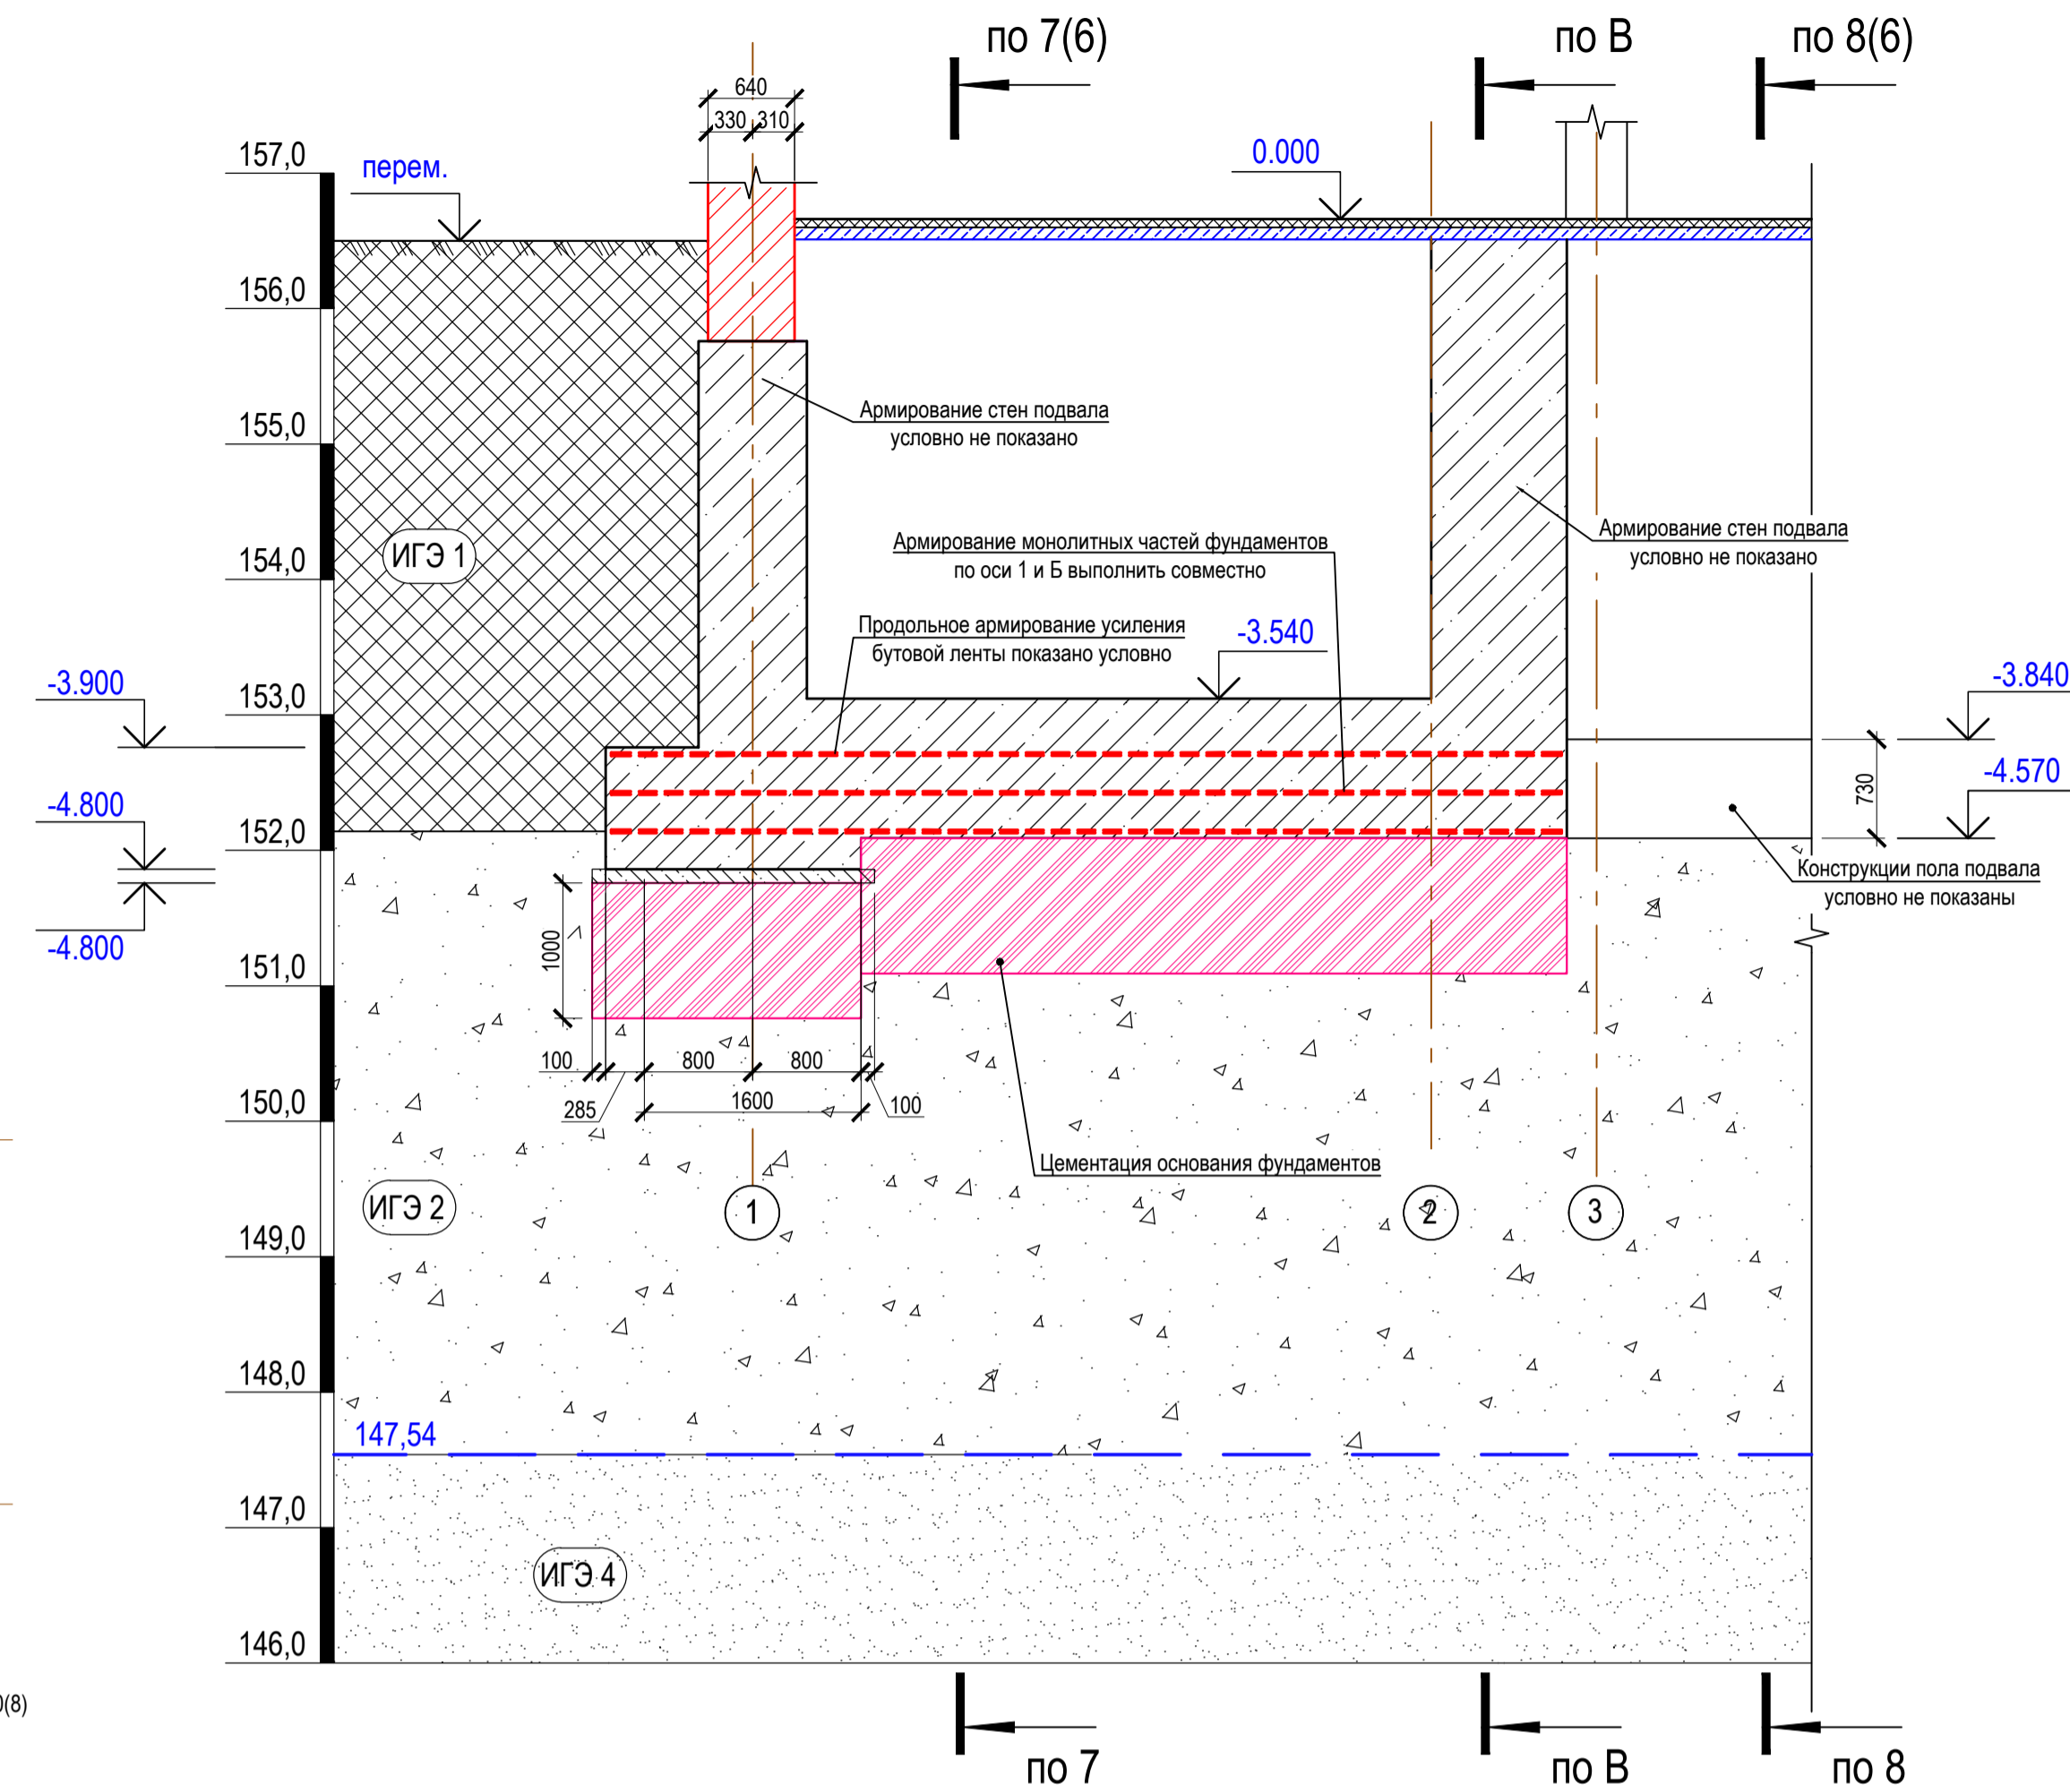 по 7(6)
по В
по 8(6)
640
330
310
157,0
перем.
0.000
156,0
155,0
Армирование стен подвала
условно не показано
ИГЭ 1
154,0
Армирование монолитных частей фундаментов
по оси 1 и Б выполнить совместно
Армирование стен подвала
условно не показано
Продольное армирование усиления
бутовой ленты показано условно
-3.540
-3.900
153,0
-3.840
-4.570
730
-4.800
152,0
Конструкции пола подвала
условно не показаны
-4.800
1000
151,0
100
800
800
285
1600
100
150,0
Цементация основания фундаментов
ИГЭ 2
1
2
3
149,0
148,0
147,54
147,0
ИГЭ 4
146,0
0(8)
по 7
по В
по 8